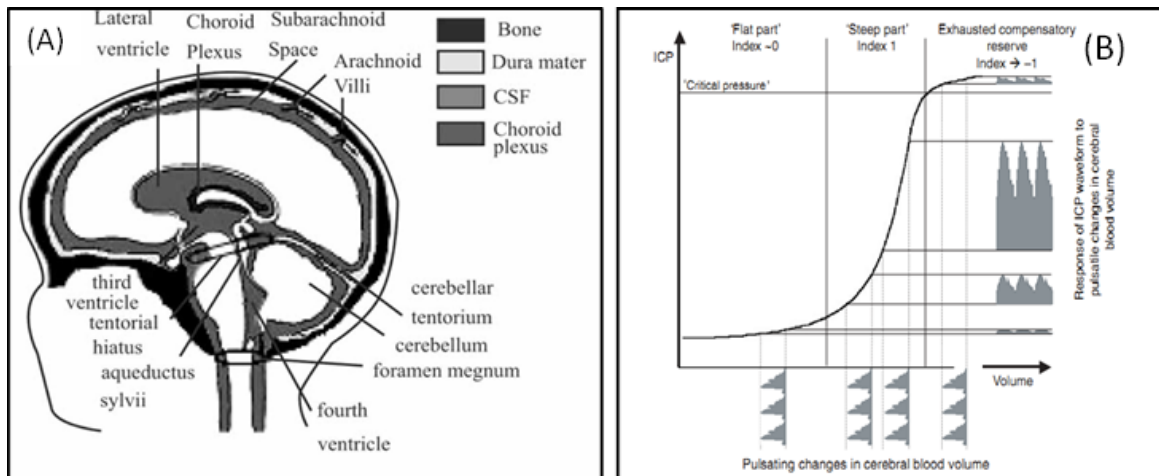 (A)
Lateral
ventricle
Choroid
Plexus
Subarachnoid
Space
Arachnoid
Villi
Bone
Dura mater
CSF
Choroid
plexus
third
ventricle
tentorial
hiatus
aqueductus
sylvii
cerebellar
tentorium
cerebellum
foramen megnum
fourth
ventricle
(B)
ICP
'Flat part'
Index ~0
'Steep part'
Index 1
Exhausted compensatory
reserve
Index → −1
'Critical pressure'
Response of ICP waveform to
pulsatile changes in cerebral
blood volume
Volume
Pulsating changes in cerebral blood volume